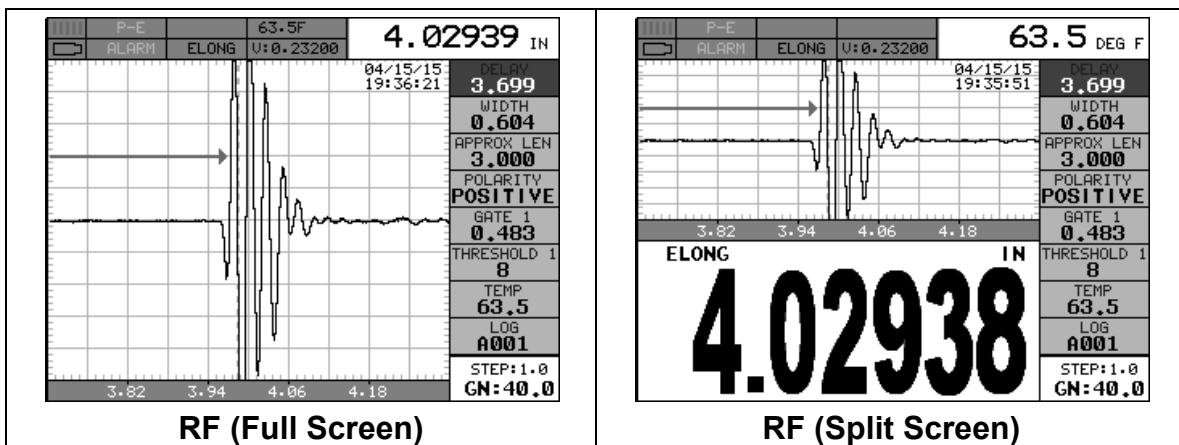 P-E 63.5F
ALARM ELONG V:0.23200
4.02939 IN
04/15/15
19:36:21
DELAY
3.699
WIDTH
0.604
APPROX LEN
3.000
POLARITY
POSITIVE
GATE 1
0.483
THRESHOLD 1
8
TEMP
63.5
LOG
A001
STEP:1.0
GN:40.0
3.82 3.94 4.06 4.18
RF (Full Screen)
P-E
ALARM ELONG V:0.23200
63.5 DEG F
04/15/15
19:35:51
DELAY
3.699
WIDTH
0.604
APPROX LEN
3.000
POLARITY
POSITIVE
GATE 1
0.483
THRESHOLD 1
8
TEMP
63.5
LOG
A001
STEP:1.0
GN:40.0
3.82 3.94 4.06 4.18
ELONG IN
4.02938
RF (Split Screen)